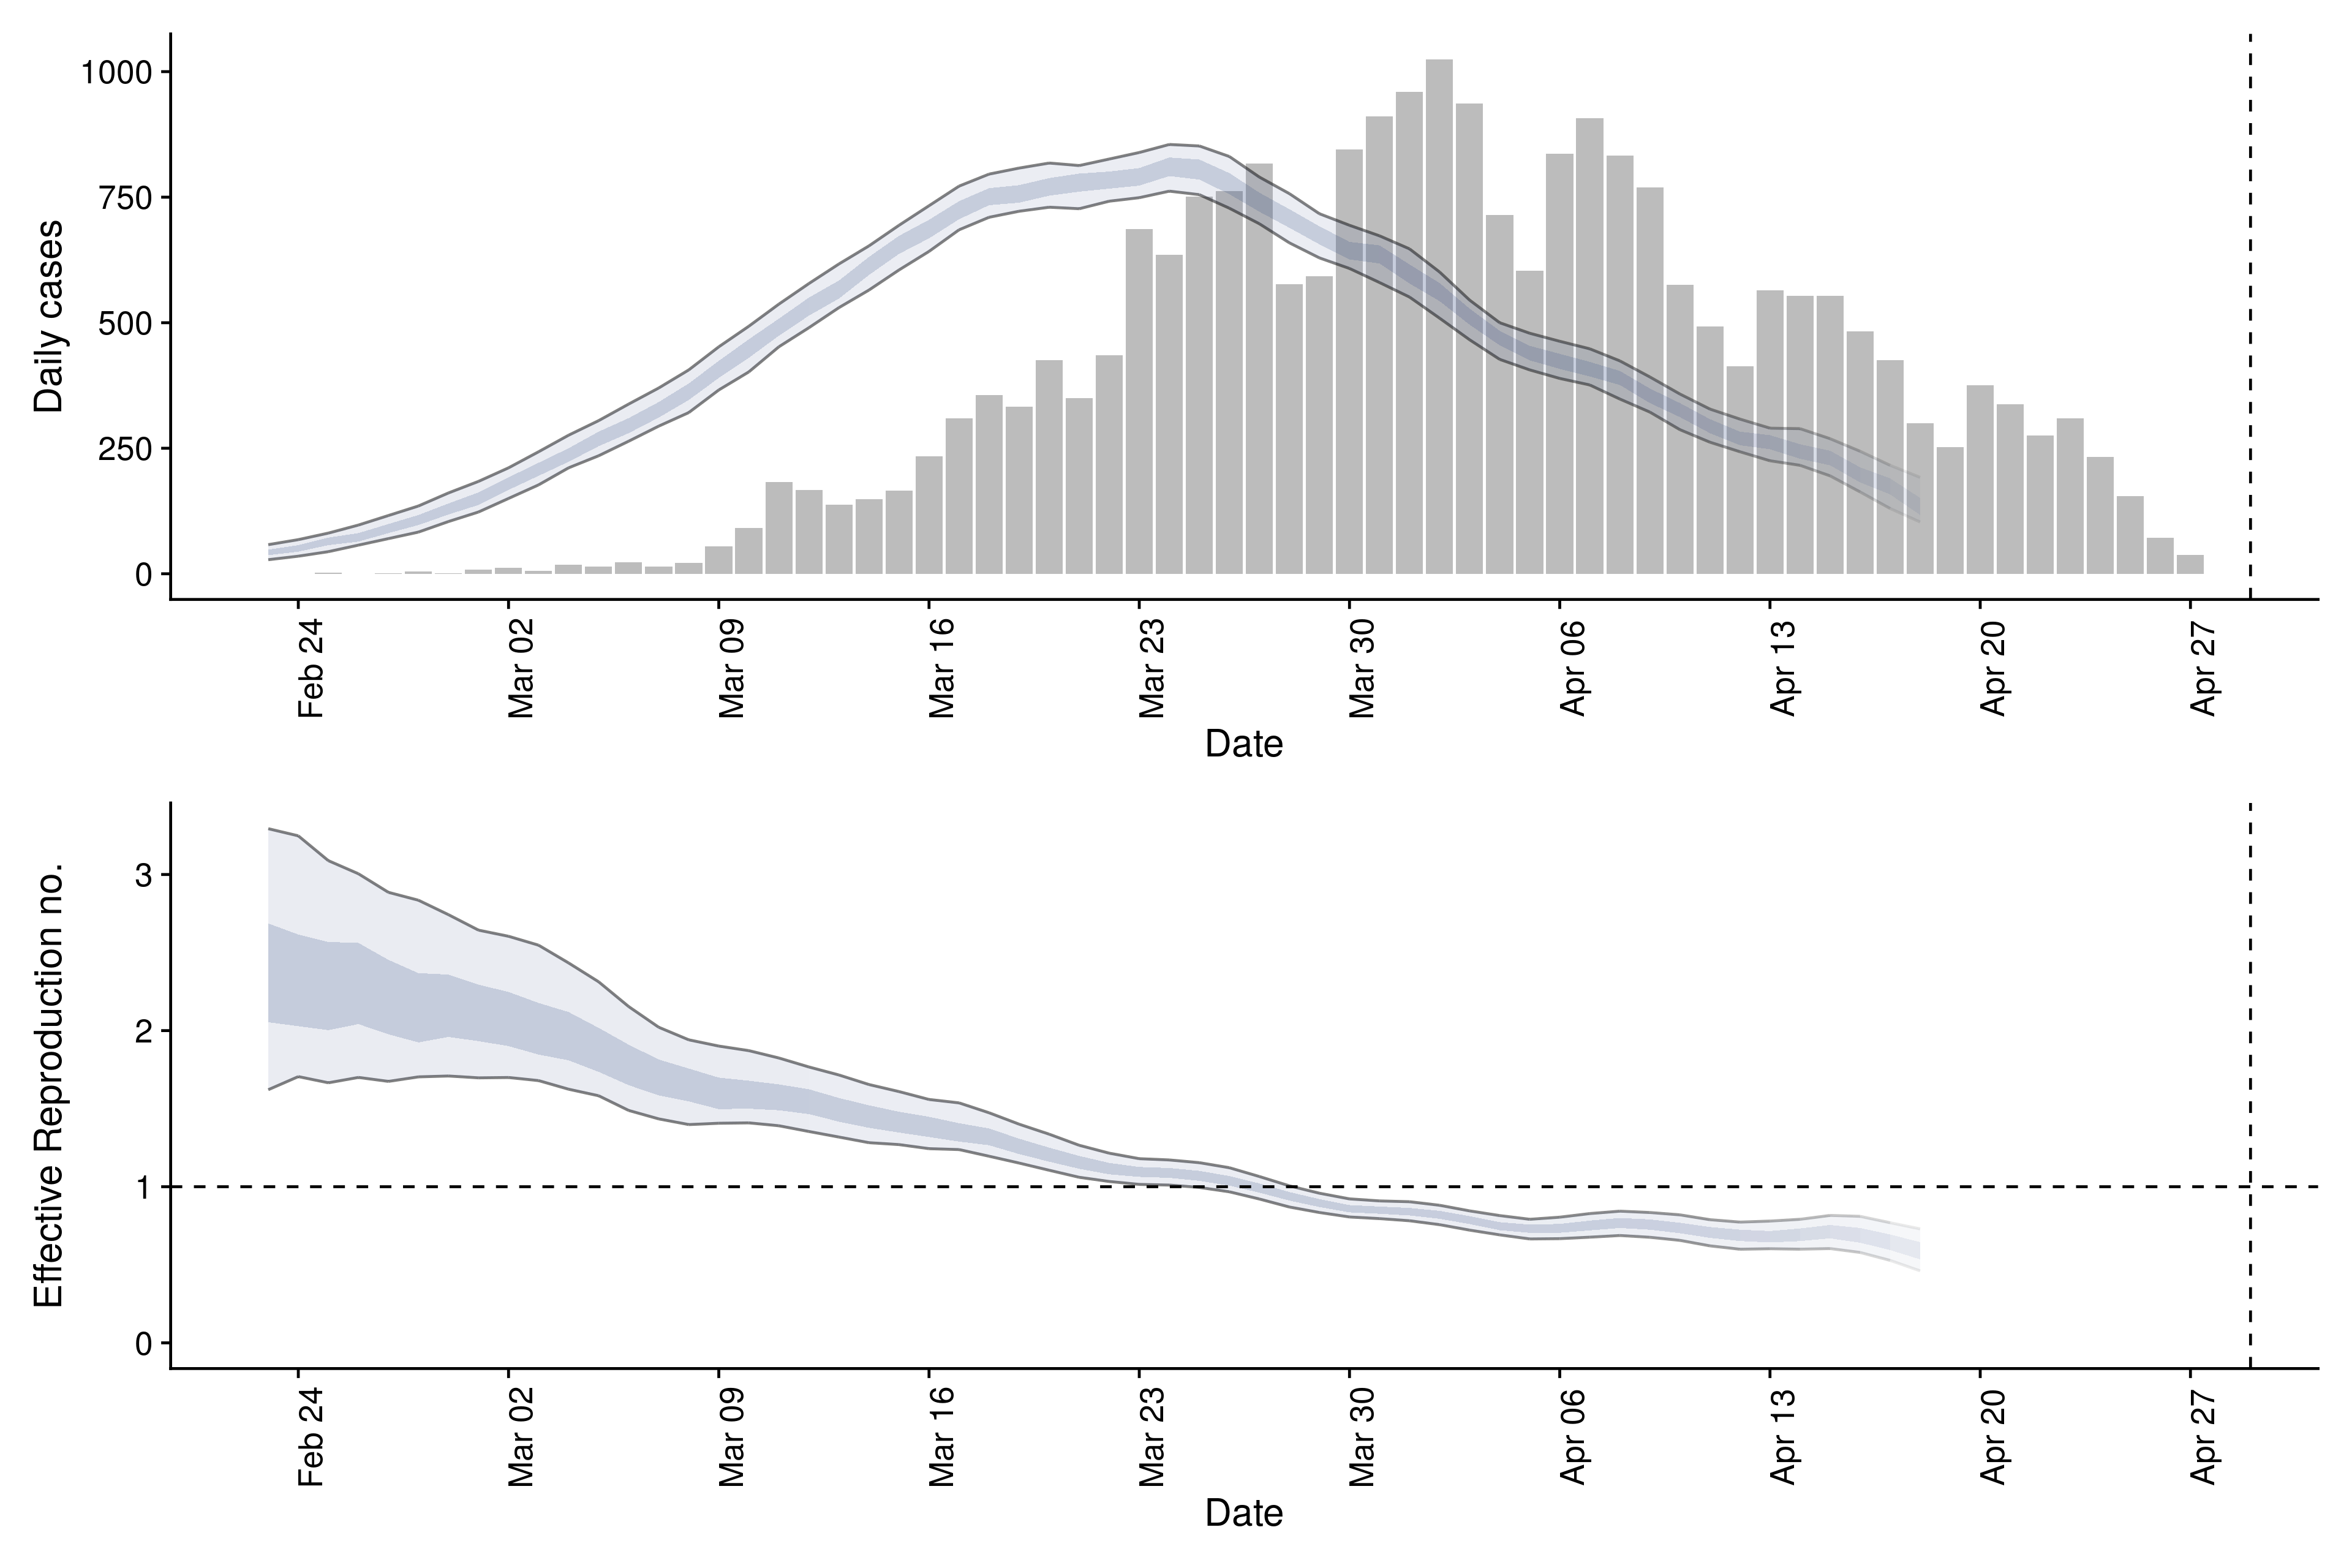 Daily cases
1000
750
500
250
0
Feb 24
Mar 02
Mar 09
Mar 16
Mar 23
Mar 30
Apr 06
Apr 13
Apr 20
Apr 27
Date
Effective Reproduction no.
3
2
1
0
Feb 24
Mar 02
Mar 09
Mar 16
Mar 23
Mar 30
Apr 06
Apr 13
Apr 20
Apr 27
Date